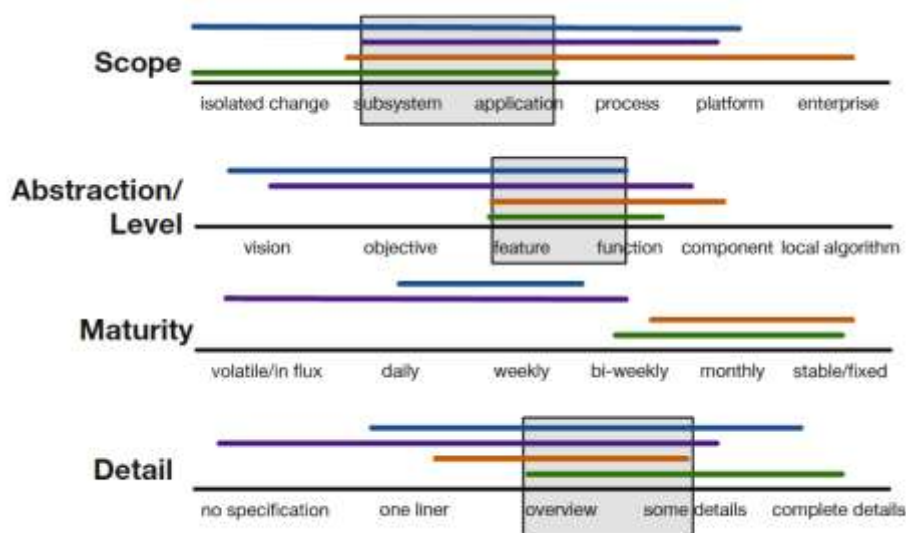 Scope
isolated change subsystem application process platform enterprise
Abstraction/
Level
vision objective feature function component local algorithm
Maturity
volatile/in flux daily weekly bi-weekly monthly stable/fixed
Detail
no specification one liner overview some details complete details